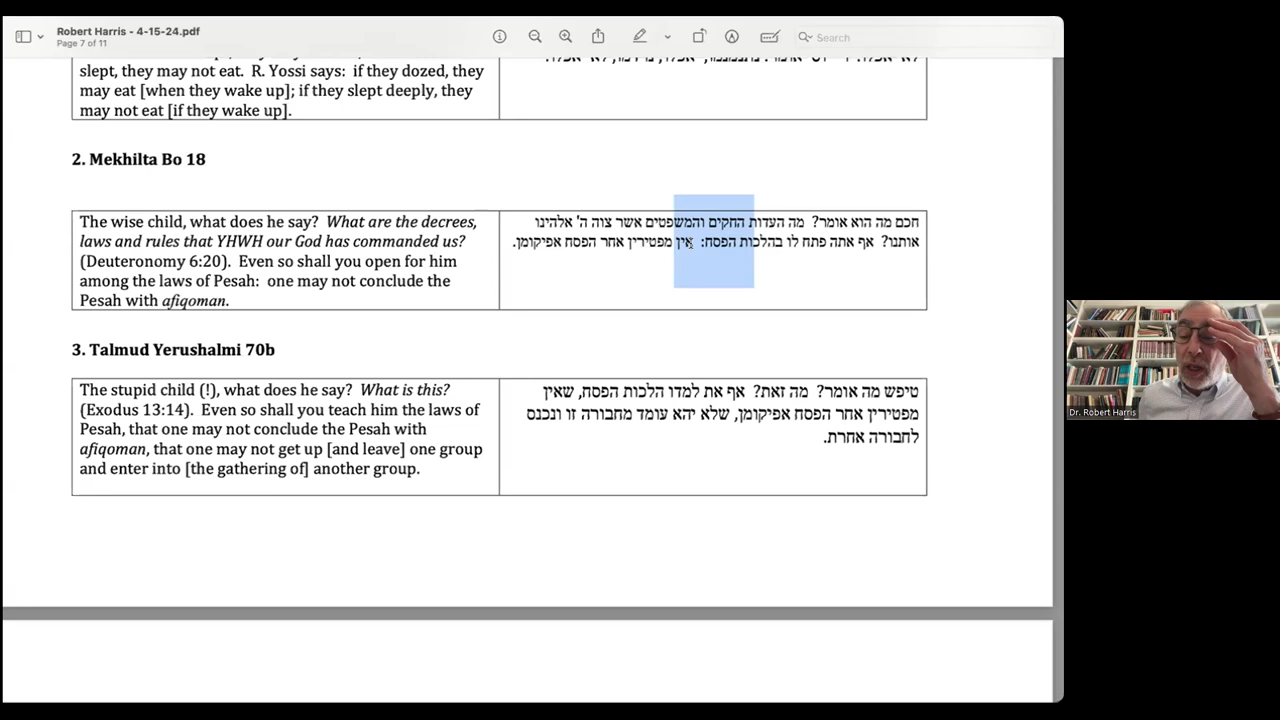 Robert Harris - 4-15-24.pdf
Page 7 of 11
Search
slept, they may not eat. R. Yossi says: if they dozed, they
may eat [when they wake up]; if they slept deeply, they
may not eat [if they wake up].
2. Mekhilta Bo 18
The wise child, what does he say? What are the decrees,
laws and rules that YHWH our God has commanded us?
(Deuteronomy 6:20). Even so shall you open for him
among the laws of Pesah: one may not conclude the
Pesah with afiqoman.
חכם מה הוא אומר? מה העדות החקים והמשפטים אשר צוה ה' אלהינו
אותנו? אף אתה פתח לו בהלכות הפסח: אין מפטירין אחר הפסח אפיקומן.
3. Talmud Yerushalmi 70b
The stupid child (!), what does he say? What is this?
(Exodus 13:14). Even so shall you teach him the laws of
Pesah, that one may not conclude the Pesah with
afiqoman, that one may not get up [and leave] one group
and enter into [the gathering of] another group.
טיפש מה אומר? מה זאת? אף את למדו הלכות הפסח, שאין
מפטירין אחר הפסח אפיקומן, שלא יהא עומד מחבורה זו ונכנס
לחבורה אחרת.
Dr. Robert Harris